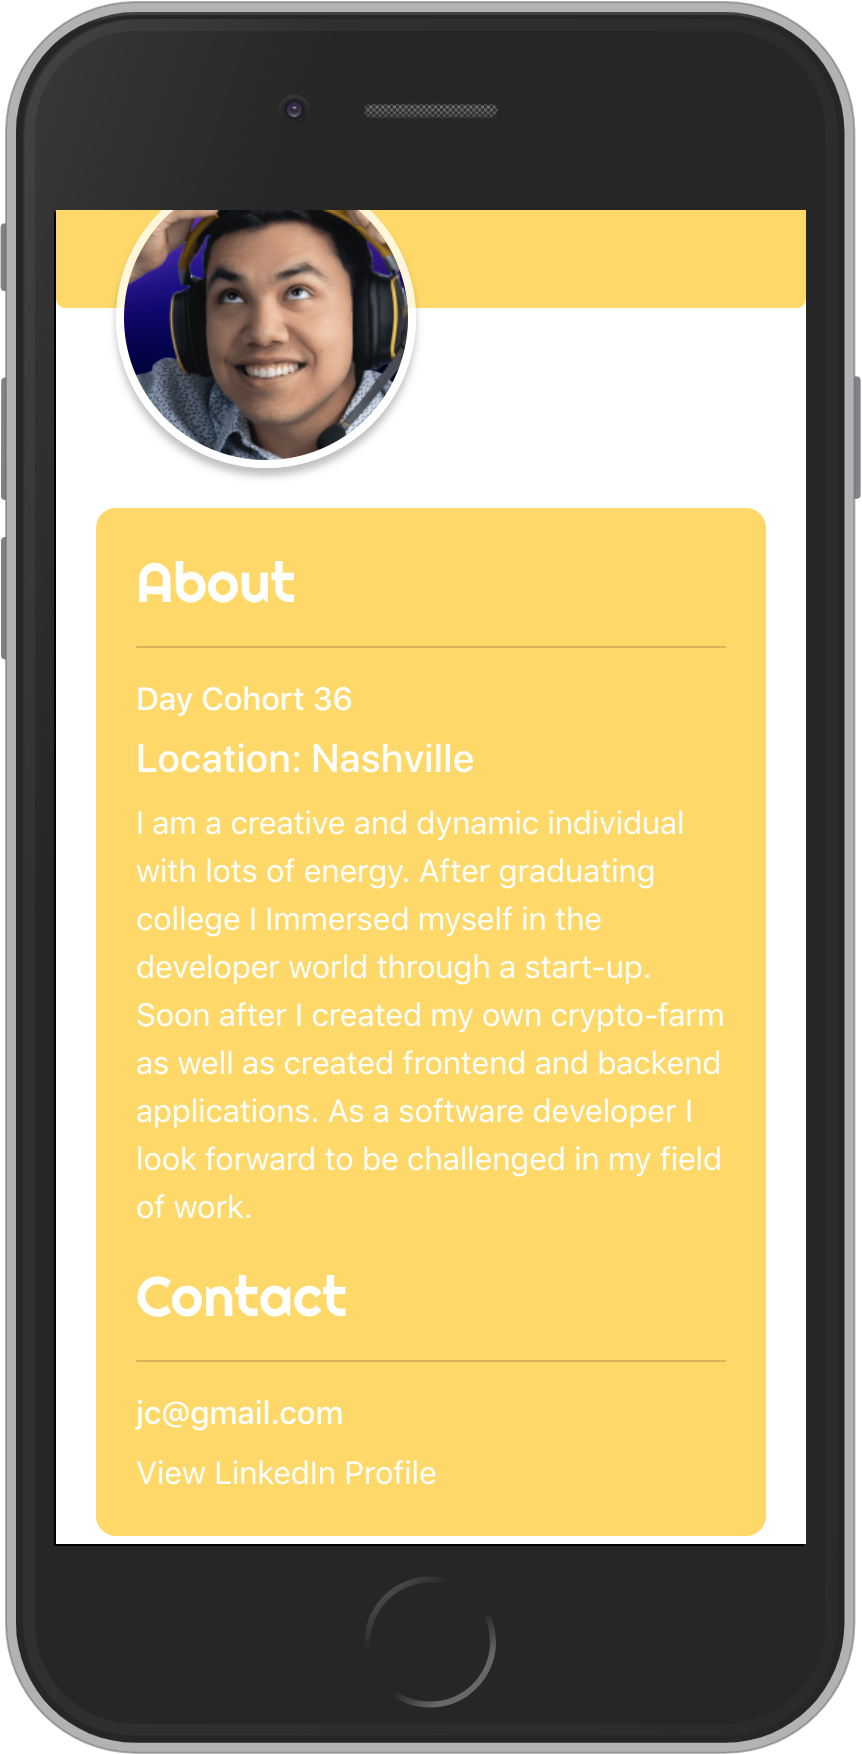 About
Day Cohort 36
Location: Nashville
I am a creative and dynamic individual
with lots of energy. After graduating
college I Immersed myself in the
developer world through a start-up.
Soon after I created my own crypto-farm
as well as created frontend and backend
applications. As a software developer I
look forward to be challenged in my field
of work.
Contact
jc@gmail.com
View LinkedIn Profile